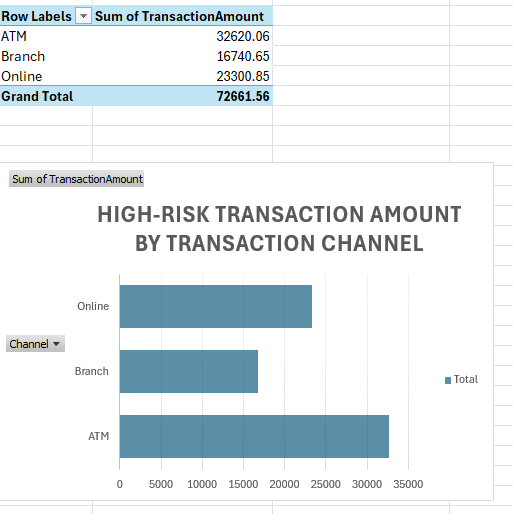 Row Labels Sum of TransactionAmount
ATM 32620.06
Branch 16740.65
Online 23300.85
Grand Total 72661.56
Sum of TransactionAmount
HIGH-RISK TRANSACTION AMOUNT
BY TRANSACTION CHANNEL
Online
Channel
Branch
Total
ATM
0 5000 10000 15000 20000 25000 30000 35000